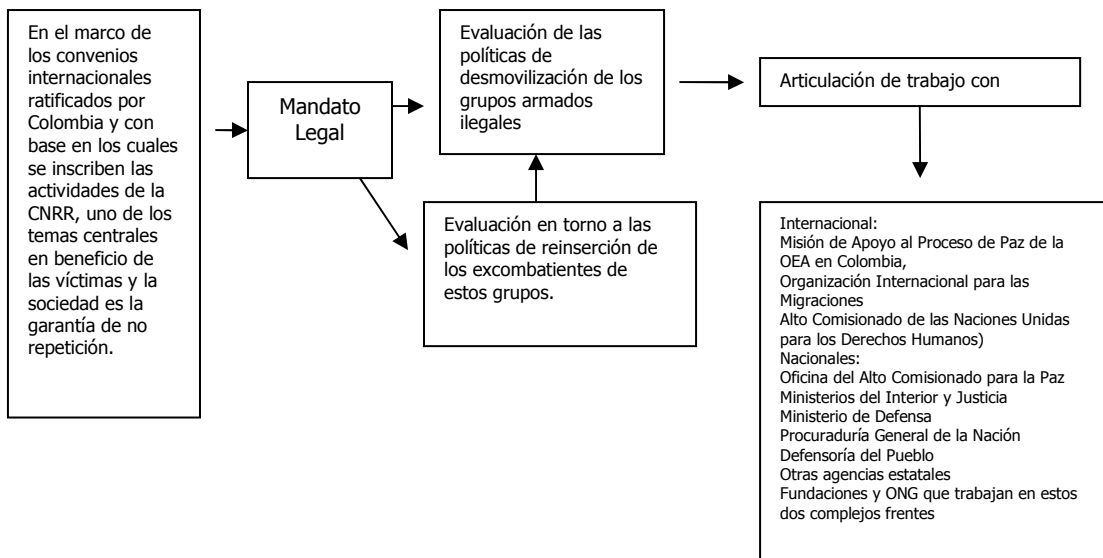 En el marco de
los convenios
internacionales
ratificados por
Colombia y con
base en los cuales
se inscriben las
actividades de la
CNRR, uno de los
temas centrales
en beneficio de
las víctimas y la
sociedad es la
garantía de no
repetición.
Mandato
Legal
Evaluación de las
políticas de
desmovilización de los
grupos armados
ilegales
Evaluación en torno a las
políticas de reinserción de
los excombatientes de
estos grupos.
Articulación de trabajo con
Internacional:
Misión de Apoyo al Proceso de Paz de la
OEA en Colombia,
Organización Internacional para las
Migraciones
Alto Comisionado de las Naciones Unidas
para los Derechos Humanos)
Nacionales:
Oficina del Alto Comisionado para la Paz
Ministerios del Interior y Justicia
Ministerio de Defensa
Procuraduría General de la Nación
Defensoría del Pueblo
Otras agencias estatales
Fundaciones y ONG que trabajan en estos
dos complejos frentes